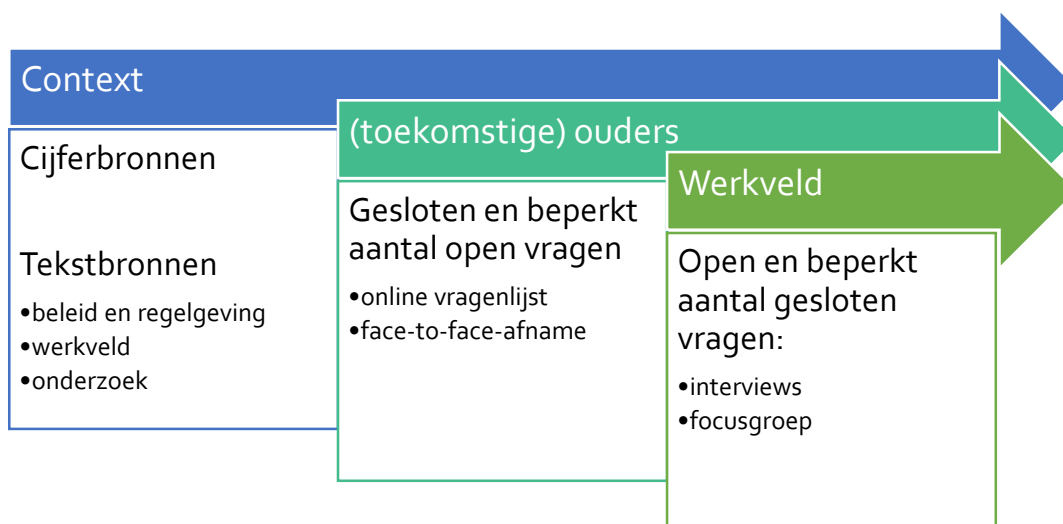 Context
Cijferbronnen
Tekstbronnen
•beleid en regelgeving
•werkveld
•onderzoek
(toekomstige) ouders
Gesloten en beperkt
aantal open vragen
•online vragenlijst
•face-to-face-afname
Werkveld
Open en beperkt
aantal gesloten
vragen:
•interviews
•focusgroep